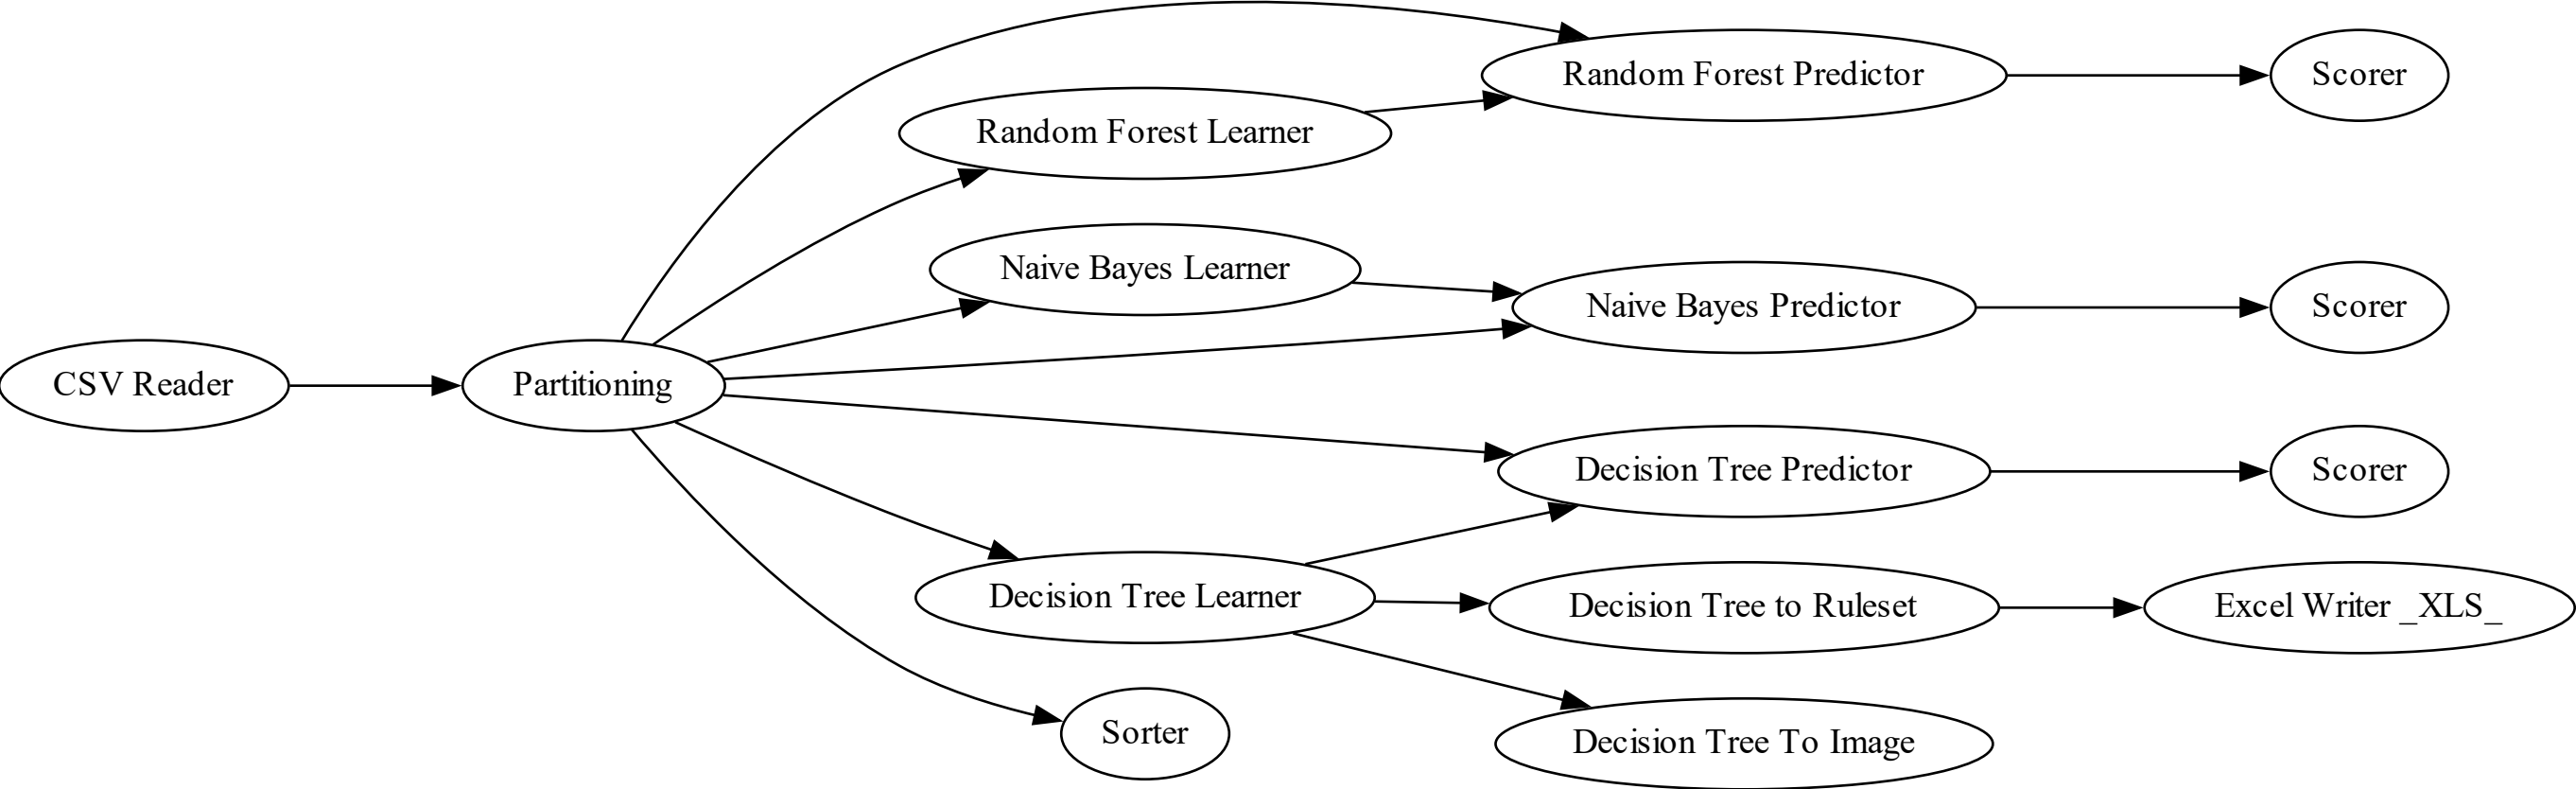 CSV Reader
Partitioning
Random Forest Learner
Naive Bayes Learner
Decision Tree Learner
Sorter
Random Forest Predictor
Naive Bayes Predictor
Decision Tree Predictor
Decision Tree to Ruleset
Decision Tree To Image
Scorer
Scorer
Scorer
Excel Writer _XLS_